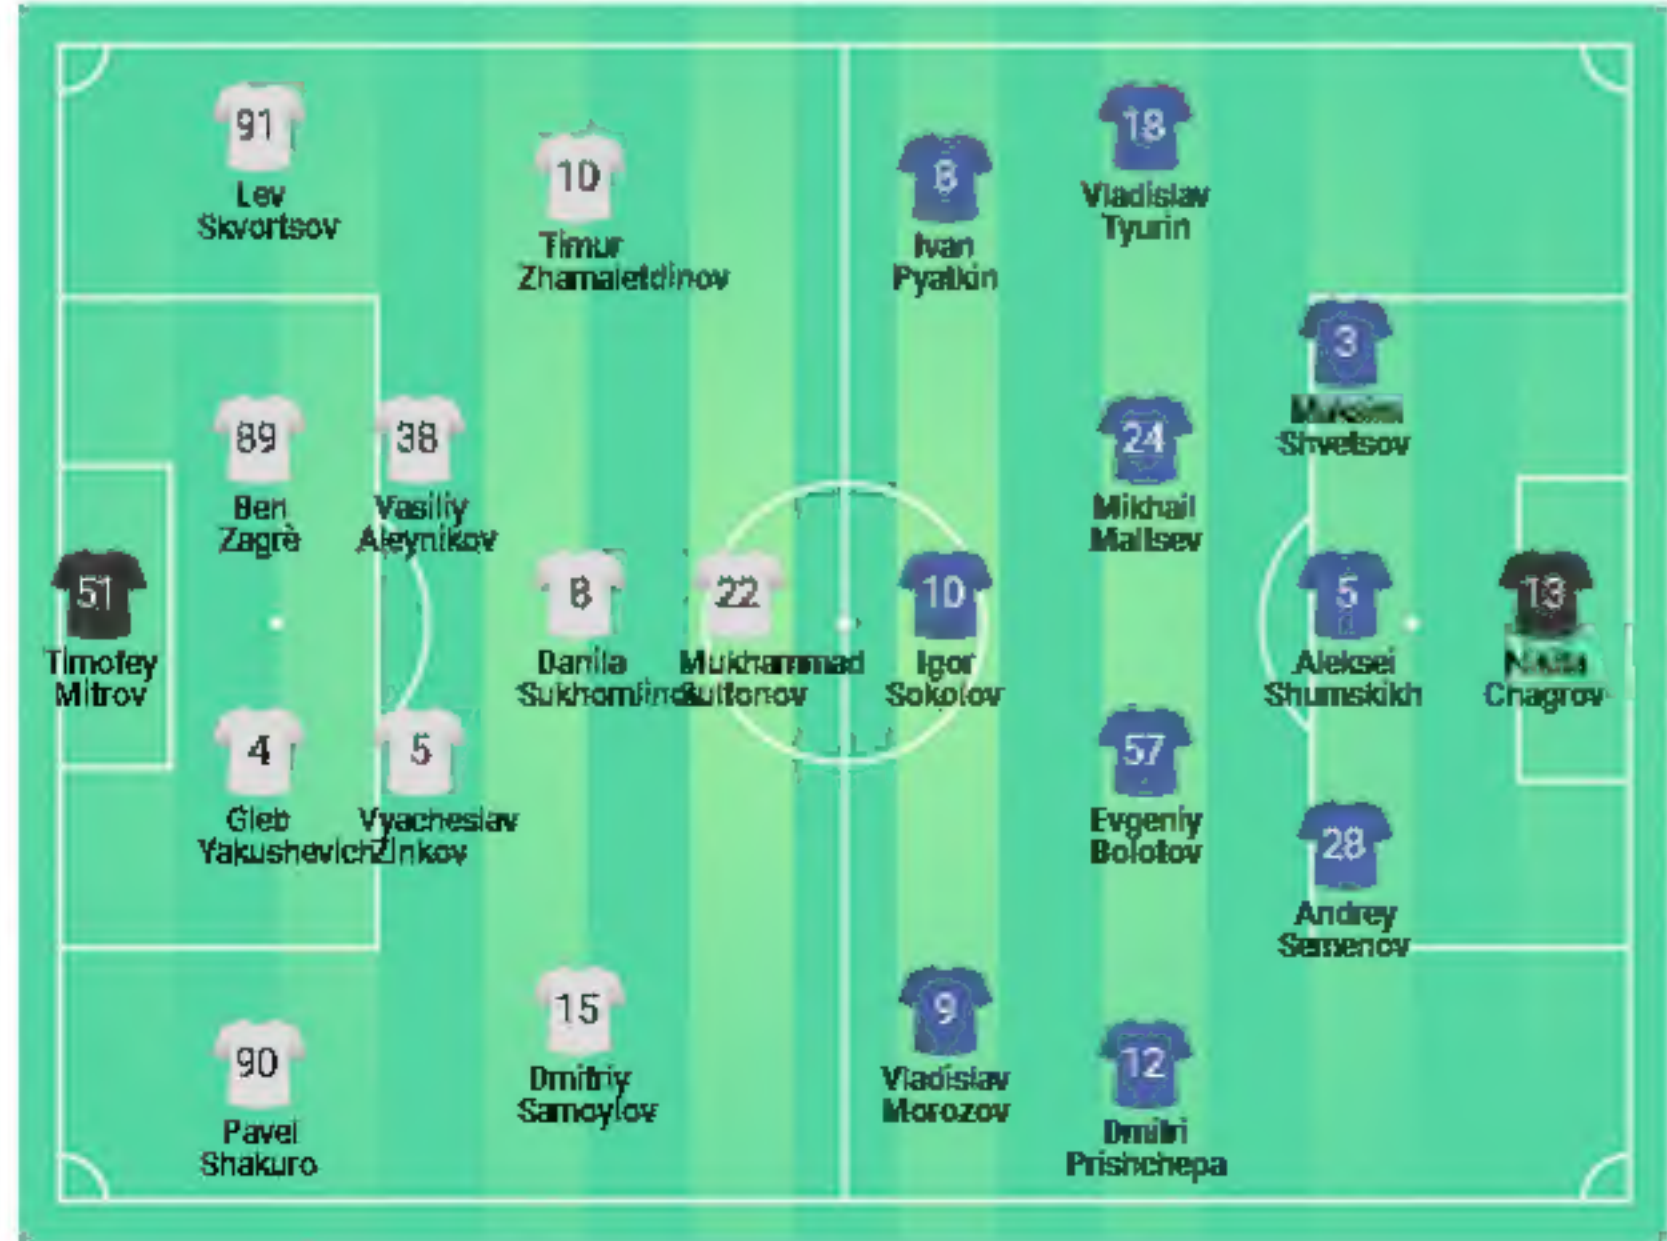 91
Lev
Skvortsov
10
Timur
Zhamaletdinov
8
Ivan
Pyatkin
18
Vladislav
Tyurin
3
Maksim
Shvetsov
89
Ben
Zagrè
38
Vasiliy
Aleynikov
24
Mikhail
Maltsev
51
Timofey
Mitrov
8
Danila
22
Mukhammad
Sultonov
10
Igor
Sokolov
5
Aleksei
Shumskikh
13
Nikita
Chagrov
4
Gleb
Yakushevich
5
Vyacheslav
Zinkov
57
Evgeniy
Bolotov
28
Andrey
Semenov
90
Pavel
Shakuro
15
Dmitriy
Samoylov
9
Vladislav
Morozov
12
Dmitri
Prishchepa